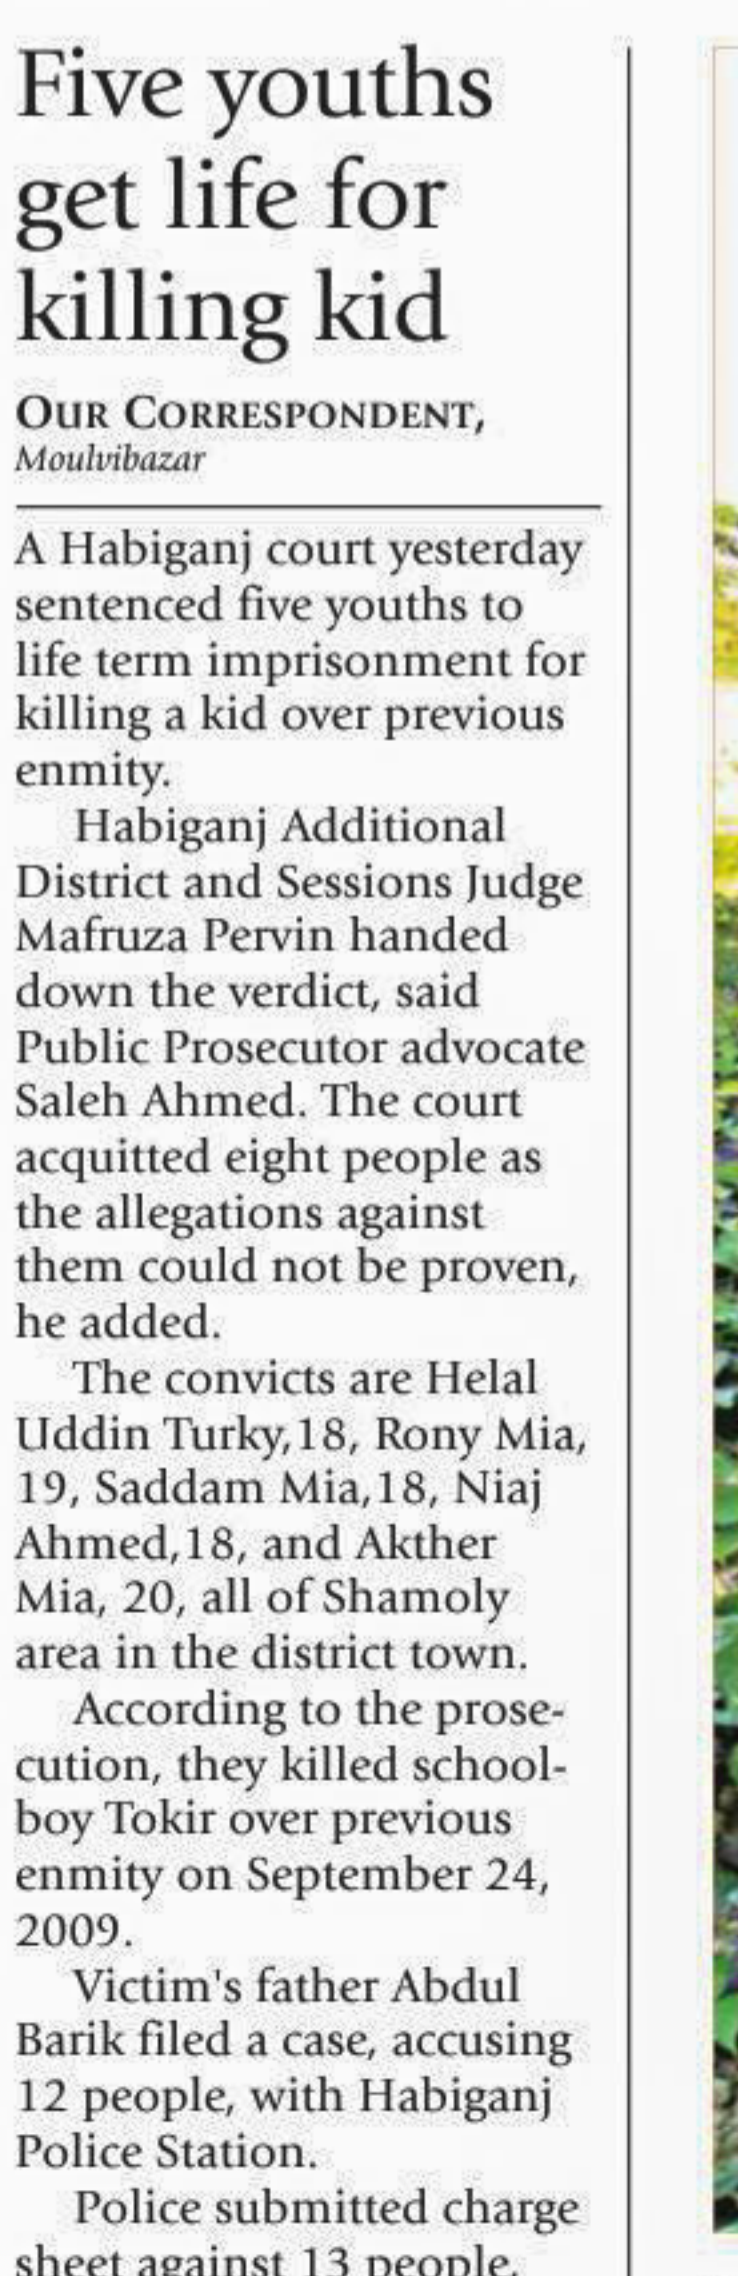 Five youths
get life for
killing kid
OUR CORRESPONDENT,
Moulvibazar
A Habiganj court yesterday
sentenced five youths to
life term imprisonment for
killing a kid over previous
enmity.
Habiganj Additional
District and Sessions Judge
Mafruza Pervin handed
down the verdict, said
Public Prosecutor advocate
Saleh Ahmed. The court
acquitted eight people as
the allegations against
them could not be proven,
he added.
The convicts are Helal
Uddin Turky,18, Rony Mia,
19, Saddam Mia,18, Niaj
Ahmed,18, and Akther
Mia, 20, all of Shamoly
area in the district town.
According to the prose-
cution, they killed school-
boy Tokir over previous
enmity on September 24,
2009.
Victim's father Abdul
Barik filed a case, accusing
12 people, with Habiganj
Police Station.
Police submitted charge
sheet against 13 people.